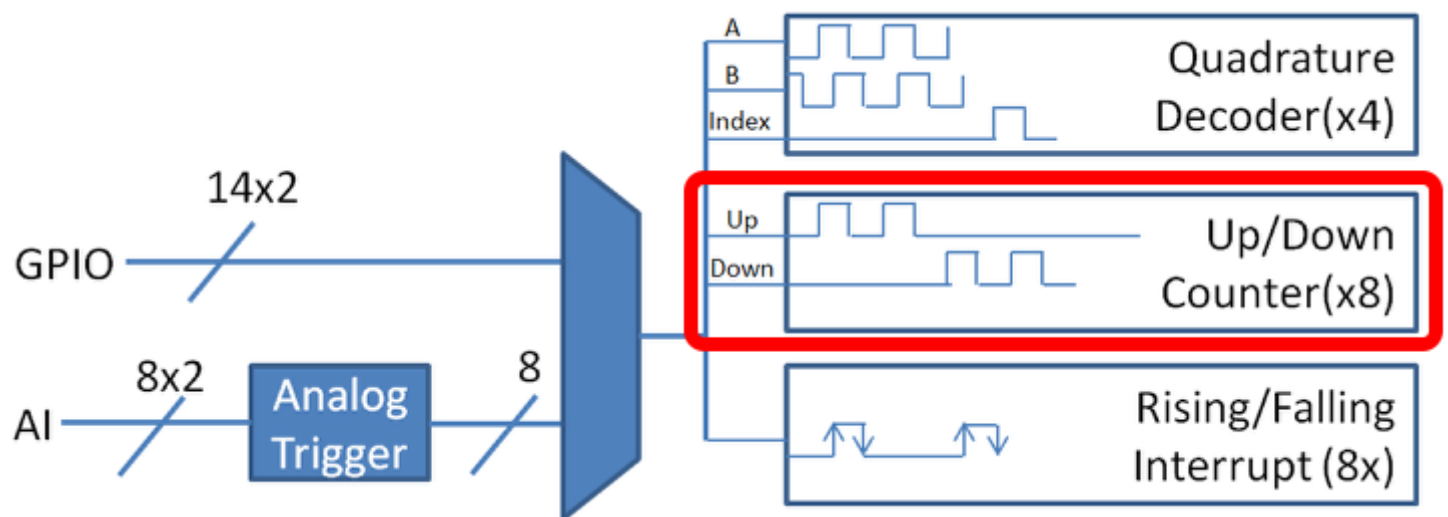 GPIO
14x2
AI
8x2
Analog
Trigger
8
A
B
Index
Quadrature
Decoder(x4)
Up
Down
Up/Down
Counter(x8)
Rising/Falling
Interrupt (8x)